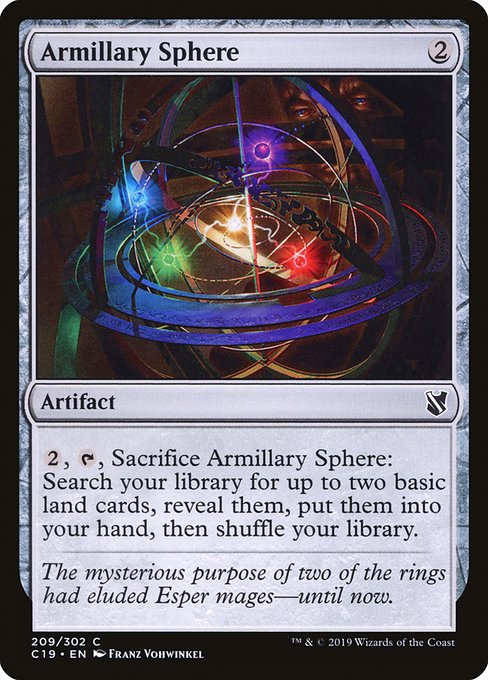 Armillary Sphere 2
Artifact
2, T, Sacrifice Armillary Sphere:
Search your library for up to two basic
land cards, reveal them, put them into
your hand, then shuffle your library.
The mysterious purpose of two of the rings
had eluded Esper mages—until now.
209/302 C
C19 • EN Franz Vohwinkel
™ & © 2019 Wizards of the Coast